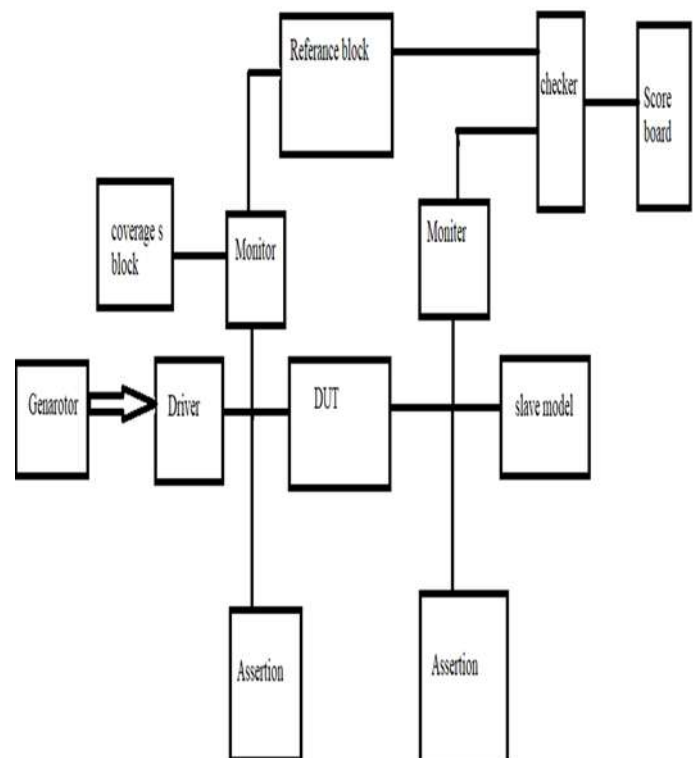 Referance block
checker
Score
board
coverage s
block
Monitor
Moniter
Genarotor
Driver
DUT
slave model
Assertion
Assertion